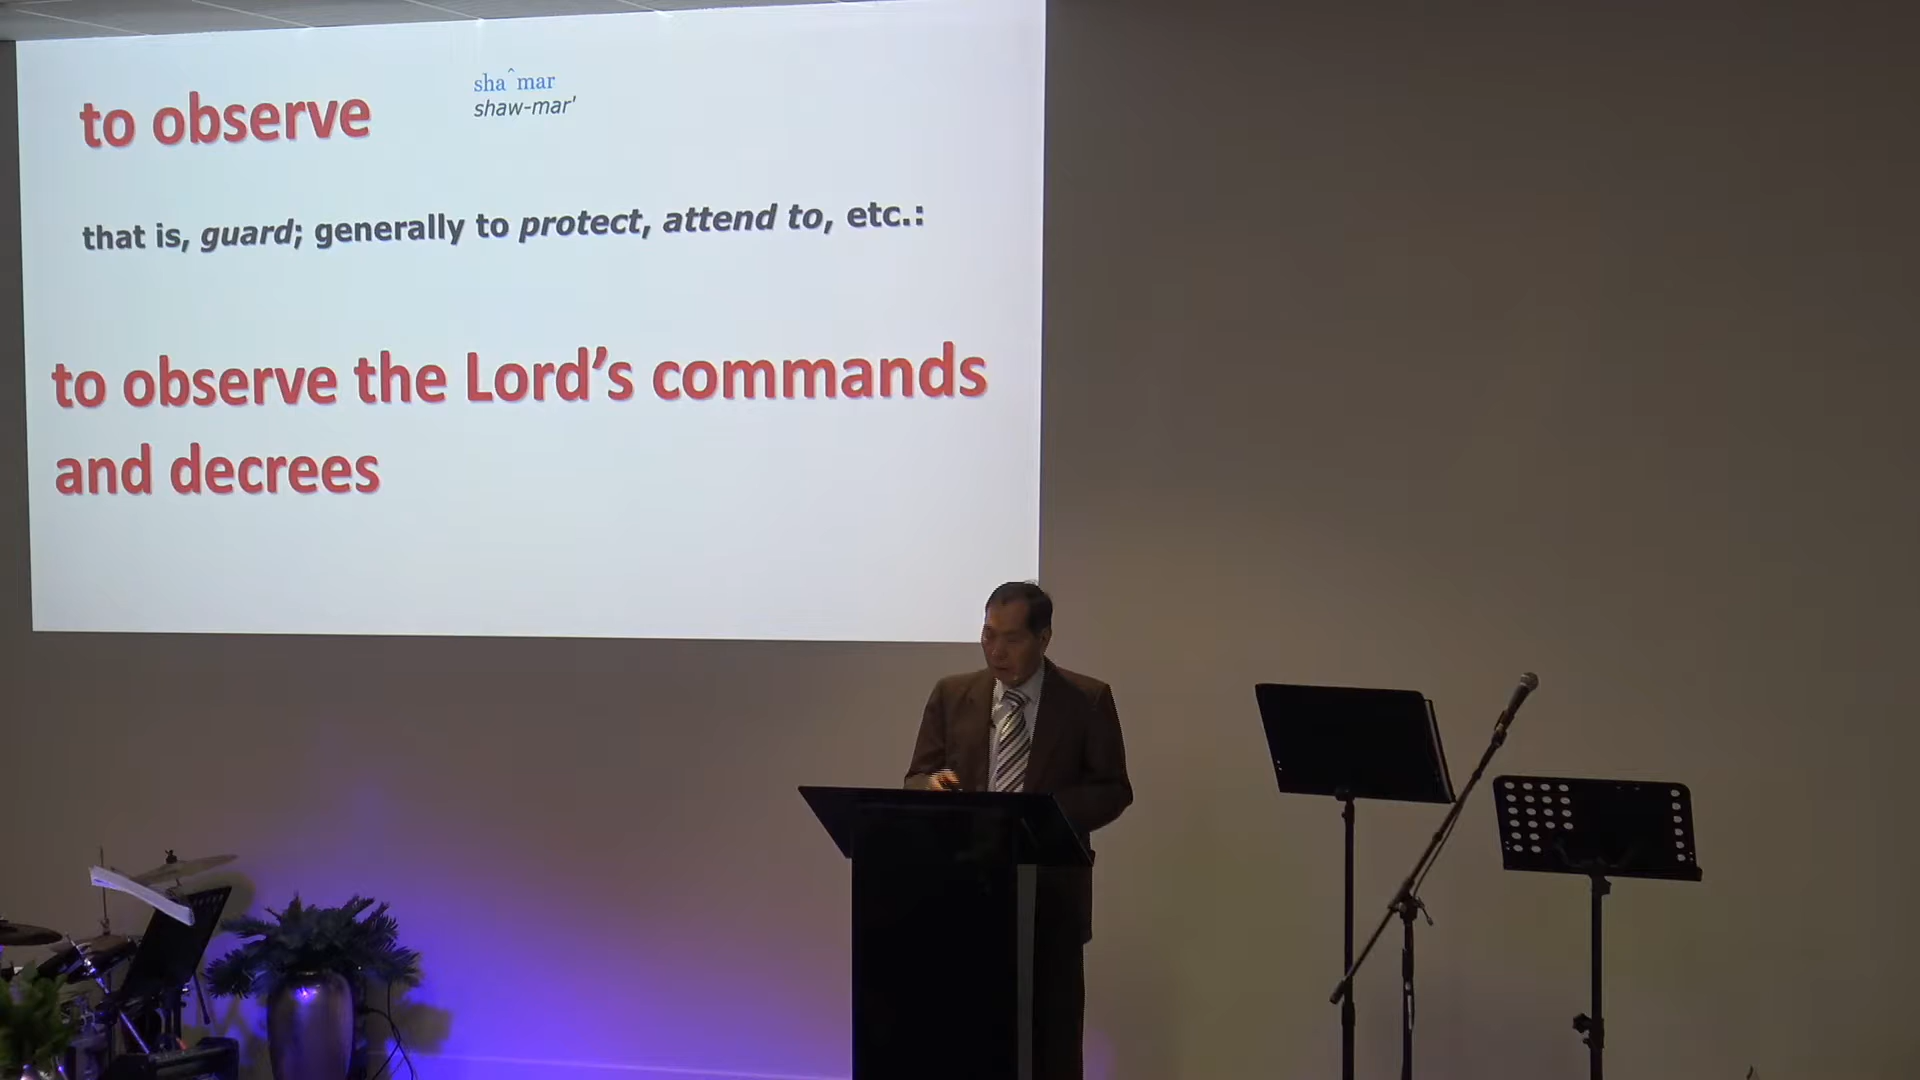 to observe
shaˆmar
shaw-mar'
that is, guard; generally to protect, attend to, etc.:
to observe the Lord’s commands
and decrees